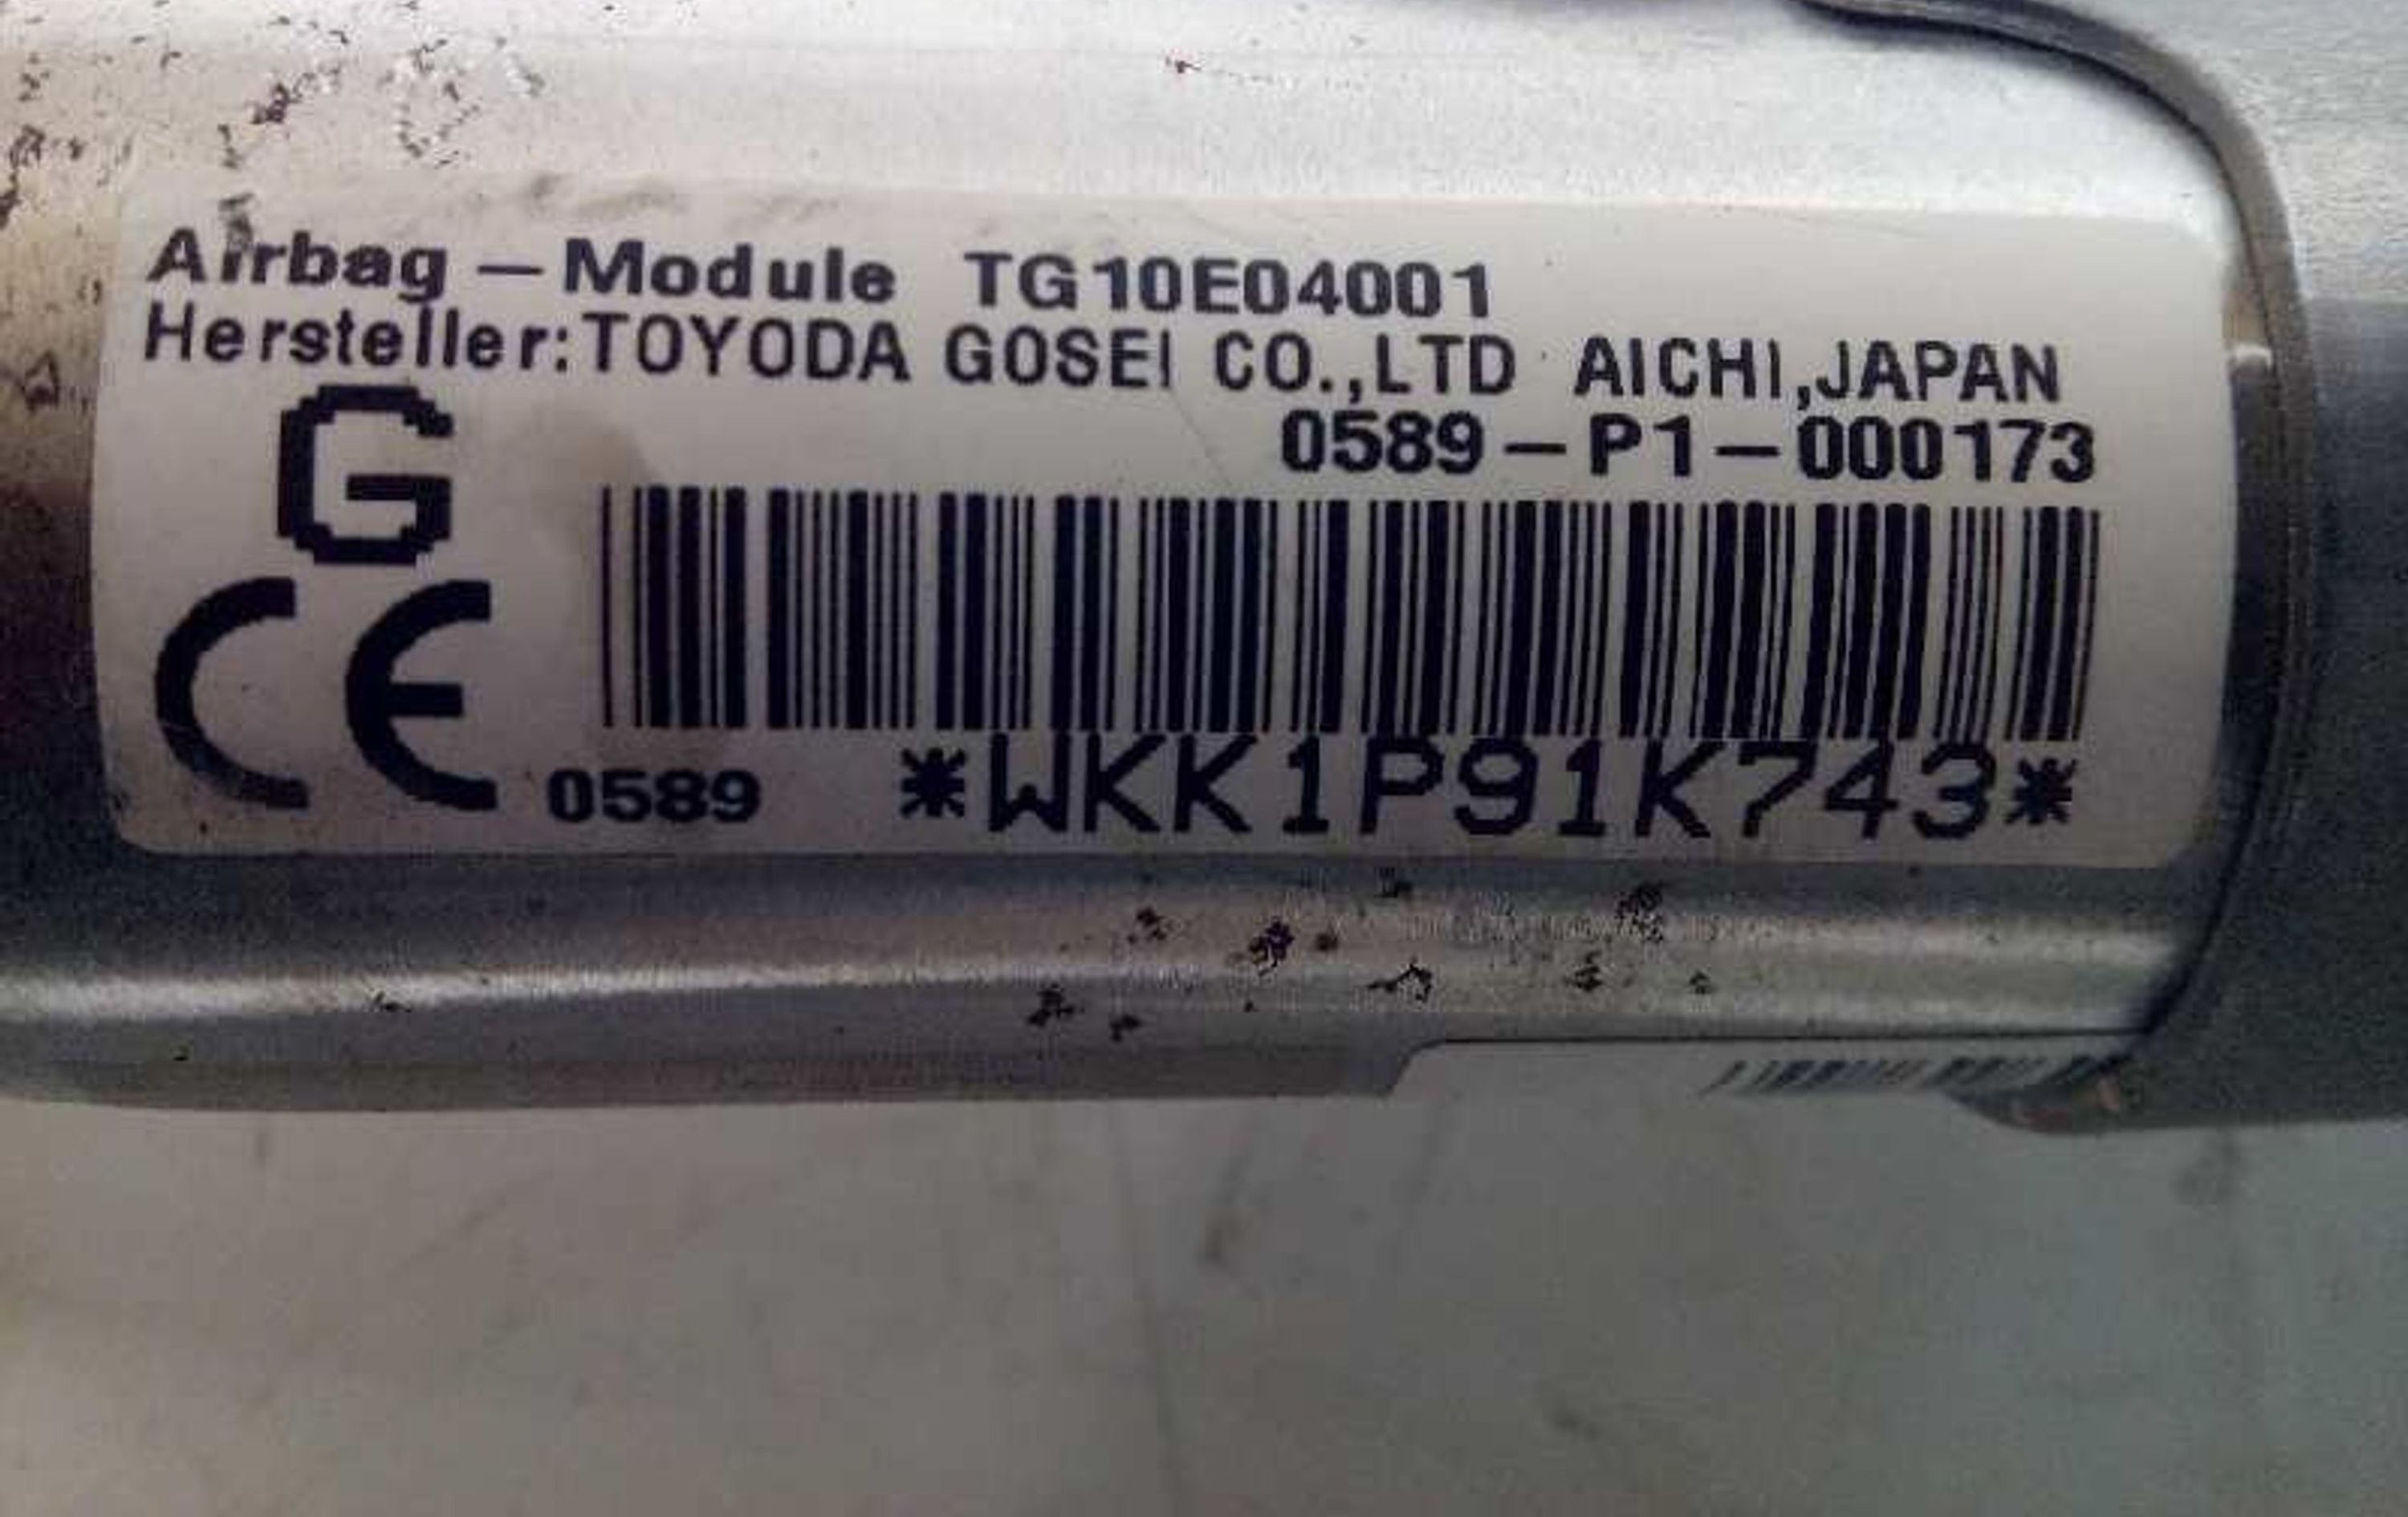 Airbag — Module TG10E04001
Hersteller:TOYODA GOSEI CO.,LTD AICHI,JAPAN
0589—P1—000173
G
CE
0589
*WKK1P91K743*